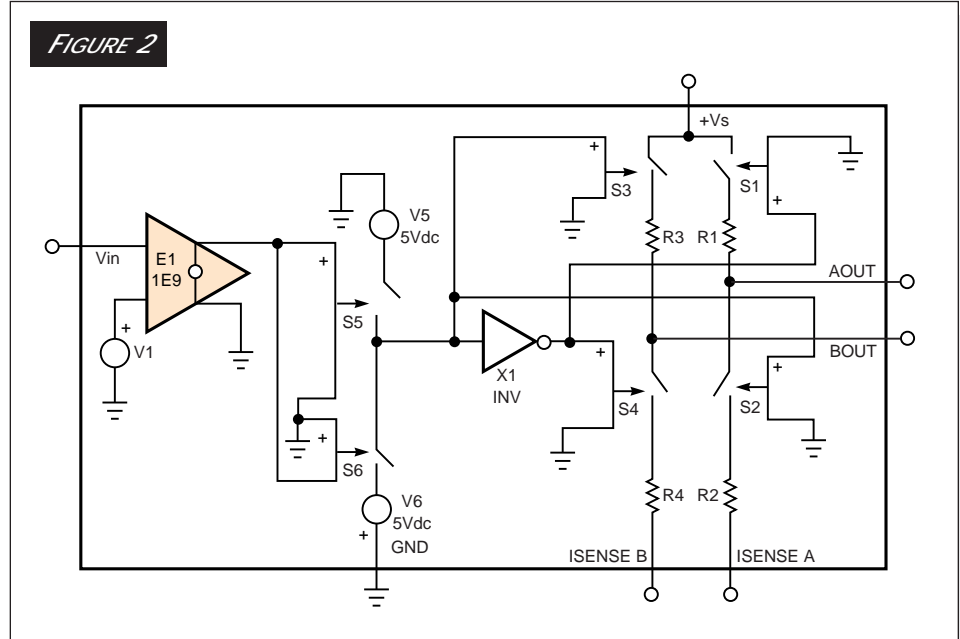 FIGURE 2
+Vs
+
S3
S1
+
Vin
E1
1E9
+
V1
+
S5
V5
5Vdc
R3
R1
AOUT
BOUT
X1
INV
+
S4
+
S2
+
S6
V6
5Vdc
+
GND
R4
R2
ISENSE B
ISENSE A